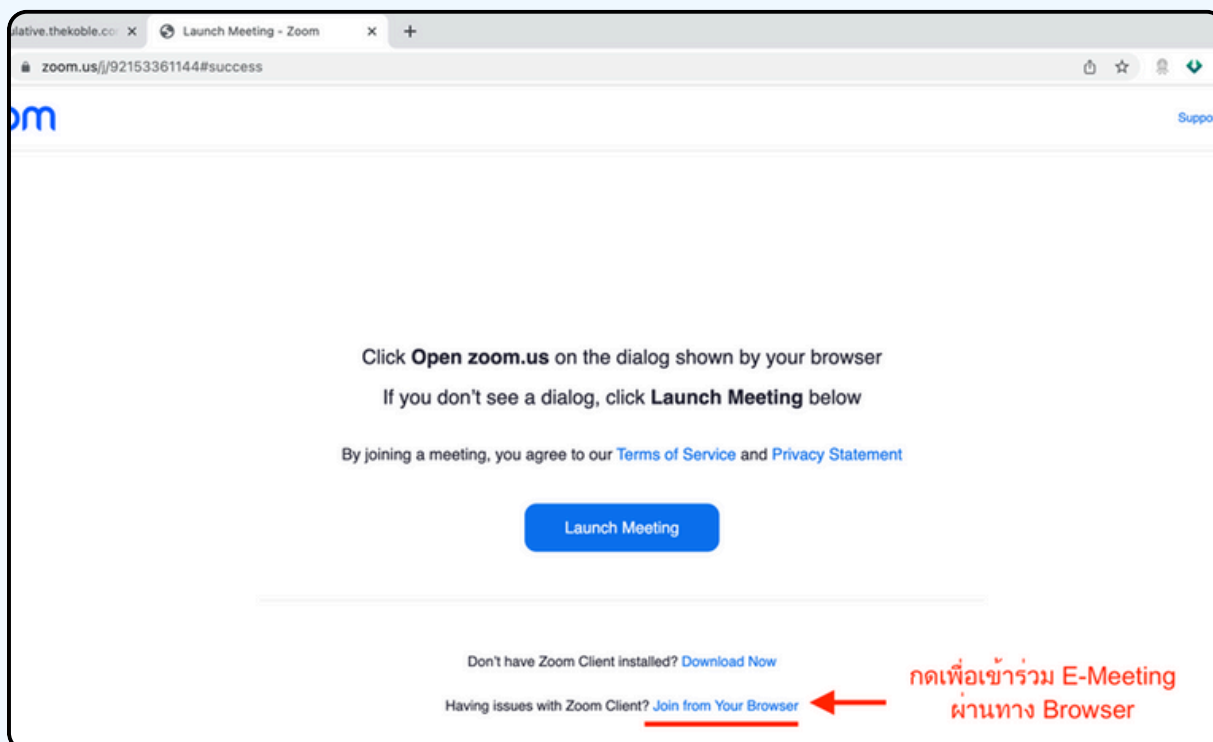 ulative.thekoble.co
Launch Meeting - Zoom
zoom.us/j/92153361144#success
om
Suppo
Click Open zoom.us on the dialog shown by your browser
If you don't see a dialog, click Launch Meeting below
By joining a meeting, you agree to our Terms of Service and Privacy Statement
Launch Meeting
Don't have Zoom Client installed? Download Now
Having issues with Zoom Client? Join from Your Browser
กดเพื่อเข้าร่วม E-Meeting
ผ่านทาง Browser